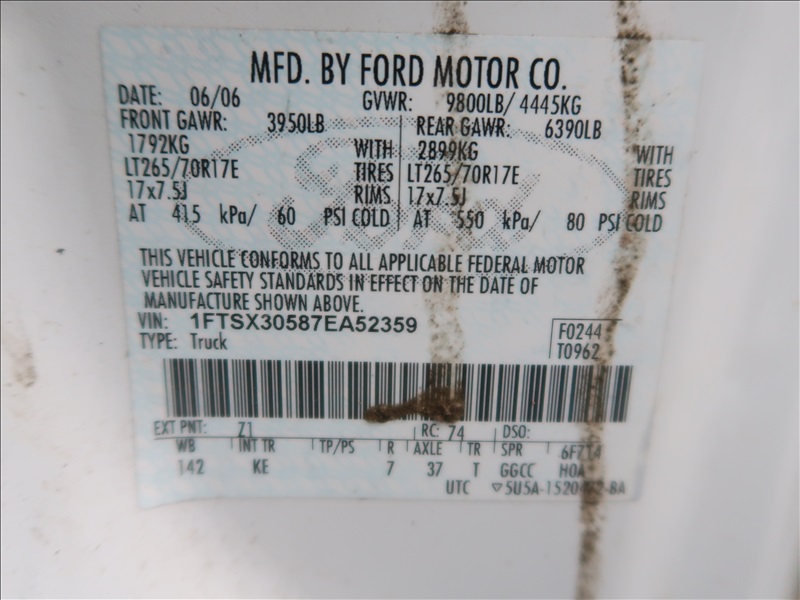 MFD. BY FORD MOTOR CO.
DATE: 06/06 GVWR: 9800LB/ 4445KG
FRONT GAWR: 3950LB REAR GAWR: 6390LB
1792KG WITH 2899KG WITH
LT265/70R17E TIRES LT265/70R17E TIRES
17x7.5J RIMS 17x7.5J RIMS
AT 415 kPa/ 60 PSI COLD AT 550 kPa/ 80 PSI COLD
THIS VEHICLE CONFORMS TO ALL APPLICABLE FEDERAL MOTOR
VEHICLE SAFETY STANDARDS IN EFFECT ON THE DATE OF
MANUFACTURE SHOWN ABOVE.
VIN: 1FTSX30587EA52359
TYPE: Truck
F0244
T0962
EXT PNT: Z1 RC: 74 DSO:
WB INT TR TP/PS R AXLE TR SPR
142 KE 7 37 T GGCC
UTC